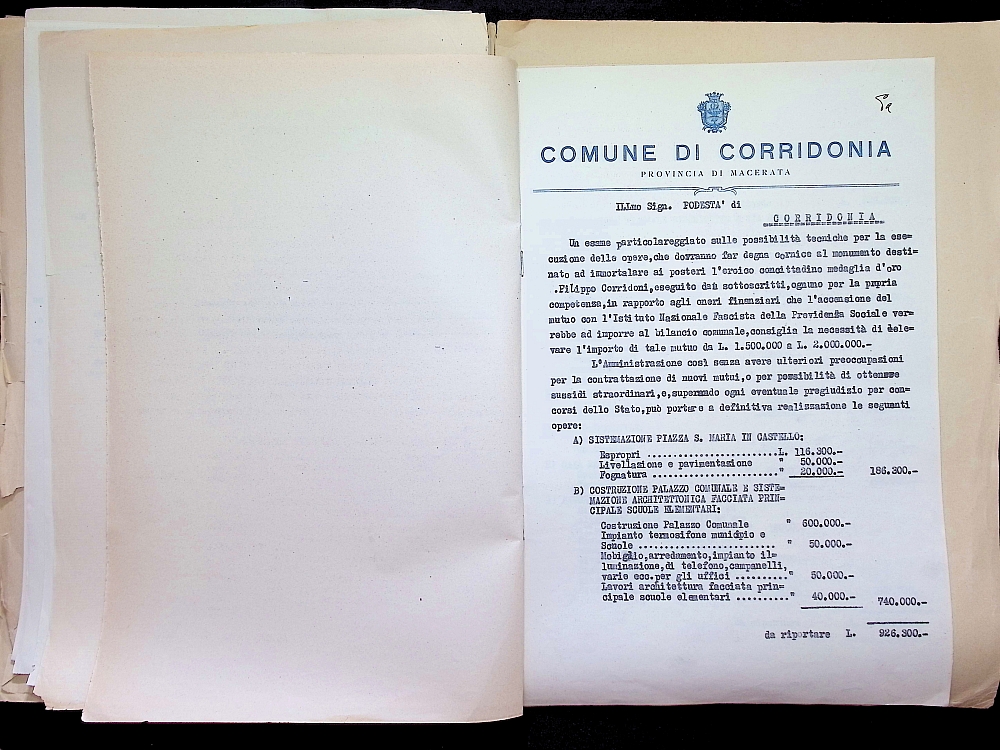 COMUNE DI CORRIDONIA
PROVINCIA DI MACERATA
ILLmo Sign. PODESTA' di
CORRIDONIA
Un esame particolareggiato sulle possibilità tecniche per la ese=
cuzione delle opere,che dovranno far degna cornice al monumento desti=
nato ad immortalare ai posteri l'eroico concittadino medaglia d'oro
.Filippo Corridoni,eseguito dai sottoscritti,ognuno per la propria
competenza,in rapporto agli oneri finanziari che l'accensione del
mutuo con l'Istituto Nazionale Fascista della Previdenza Sociale ver=
rebbe ad imporre al bilancio comunale,consiglia la necessità di ele=
vare l'importo di tale mutuo da L. 1.500.000 a L. 2.000.000.-
L'Amministrazione così senza avere ulteriori preoccupazioni
per la contrattazione di nuovi mutui,o per possibilità di ottenere
sussidi straordinari,e,superando ogni eventuale pregiudizio per con=
corsi dello Stato,può portare a definitiva realizzazione le seguenti
opere:
A) SISTEMAZIONE PIAZZA S. MARIA IN CASTELLO:
Espropri ........................L. 116.300.-
Livellazione e pavimentazione " 50.000.-
Fognatura ......................." 20.000.- 186.300.-
B) COSTRUZIONE PALAZZO COMUNALE E SISTE=
MAZIONE ARCHITETTONICA FACCIATA PRIN=
CIPALE SCUOLE ELEMENTARI:
Costruzione Palazzo Comunale " 600.000.-
Impianto termosifone municipio e
Scuole ......................... " 50.000.-
Mobiglio,arredamento,impianto il=
luminazione,di telefono,campanelli,
varie ecc.per gli uffici .........." 50.000.-
Lavori architettura facciata prin=
cipale scuole elementari .........." 40.000.- 740.000.-
da riportare L. 926.300.-